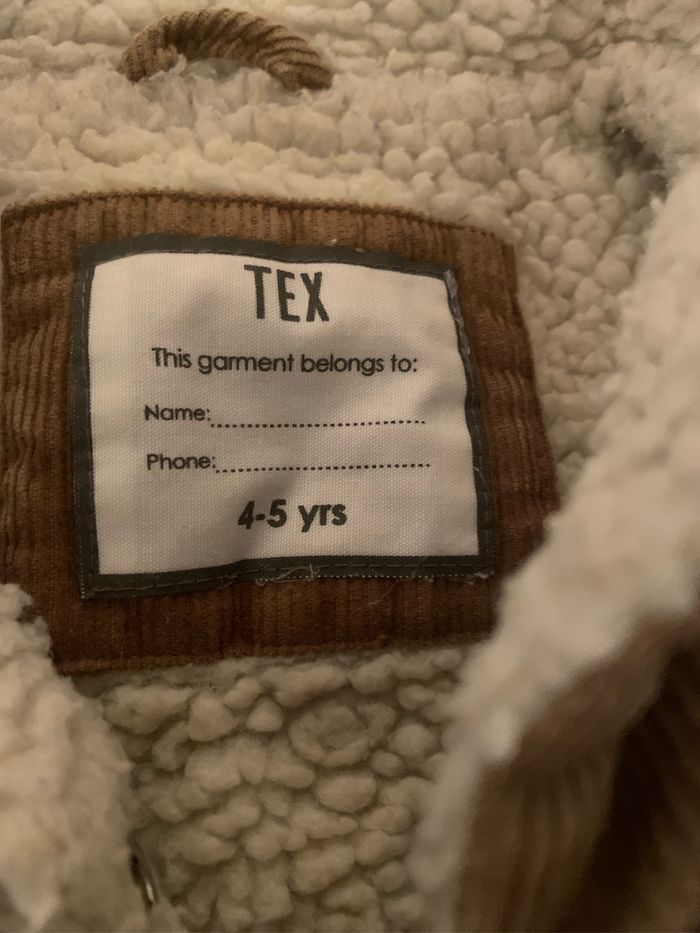 TEX
This garment belongs to:
Name:...............................
Phone:...............................
4-5 yrs